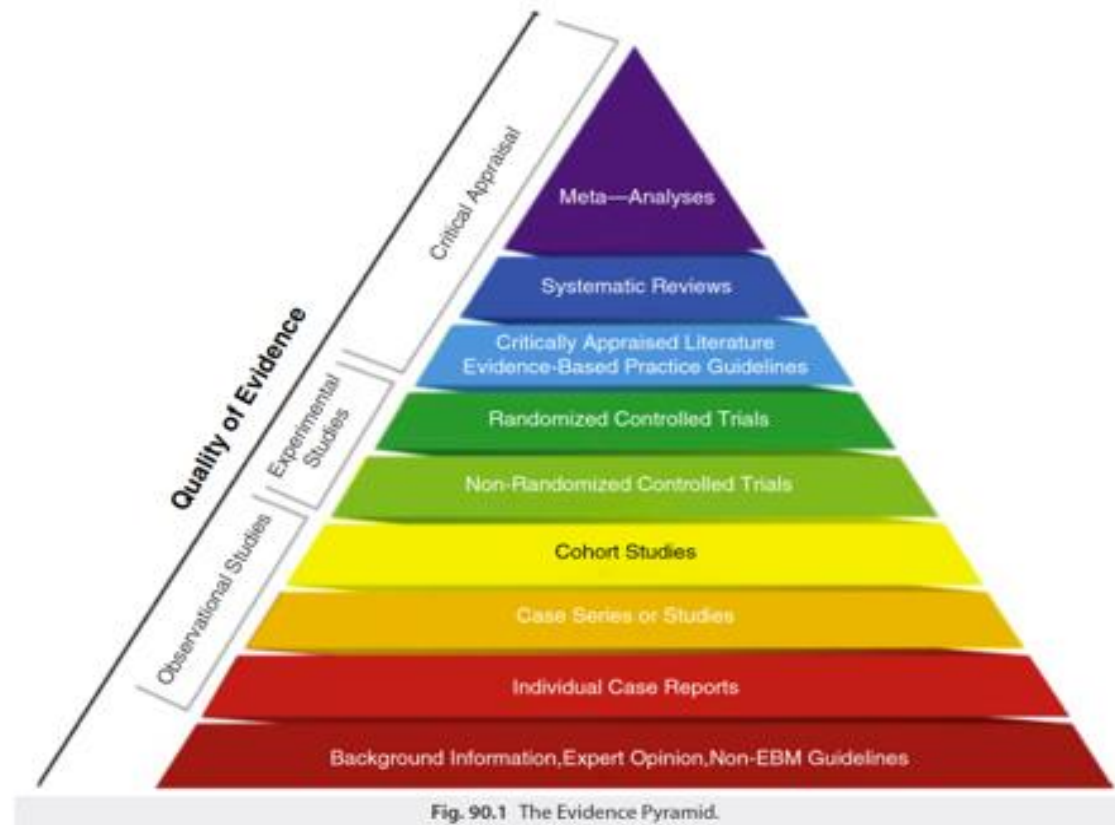 Quality of Evidence
Critical Appraisal
Experimental
Studies
Observational Studies
Meta—Analyses
Systematic Reviews
Critically Appraised Literature
Evidence-Based Practice Guidelines
Randomized Controlled Trials
Non-Randomized Controlled Trials
Cohort Studies
Case Series or Studies
Individual Case Reports
Background Information,Expert Opinion,Non-EBM Guidelines
Fig. 90.1 The Evidence Pyramid.